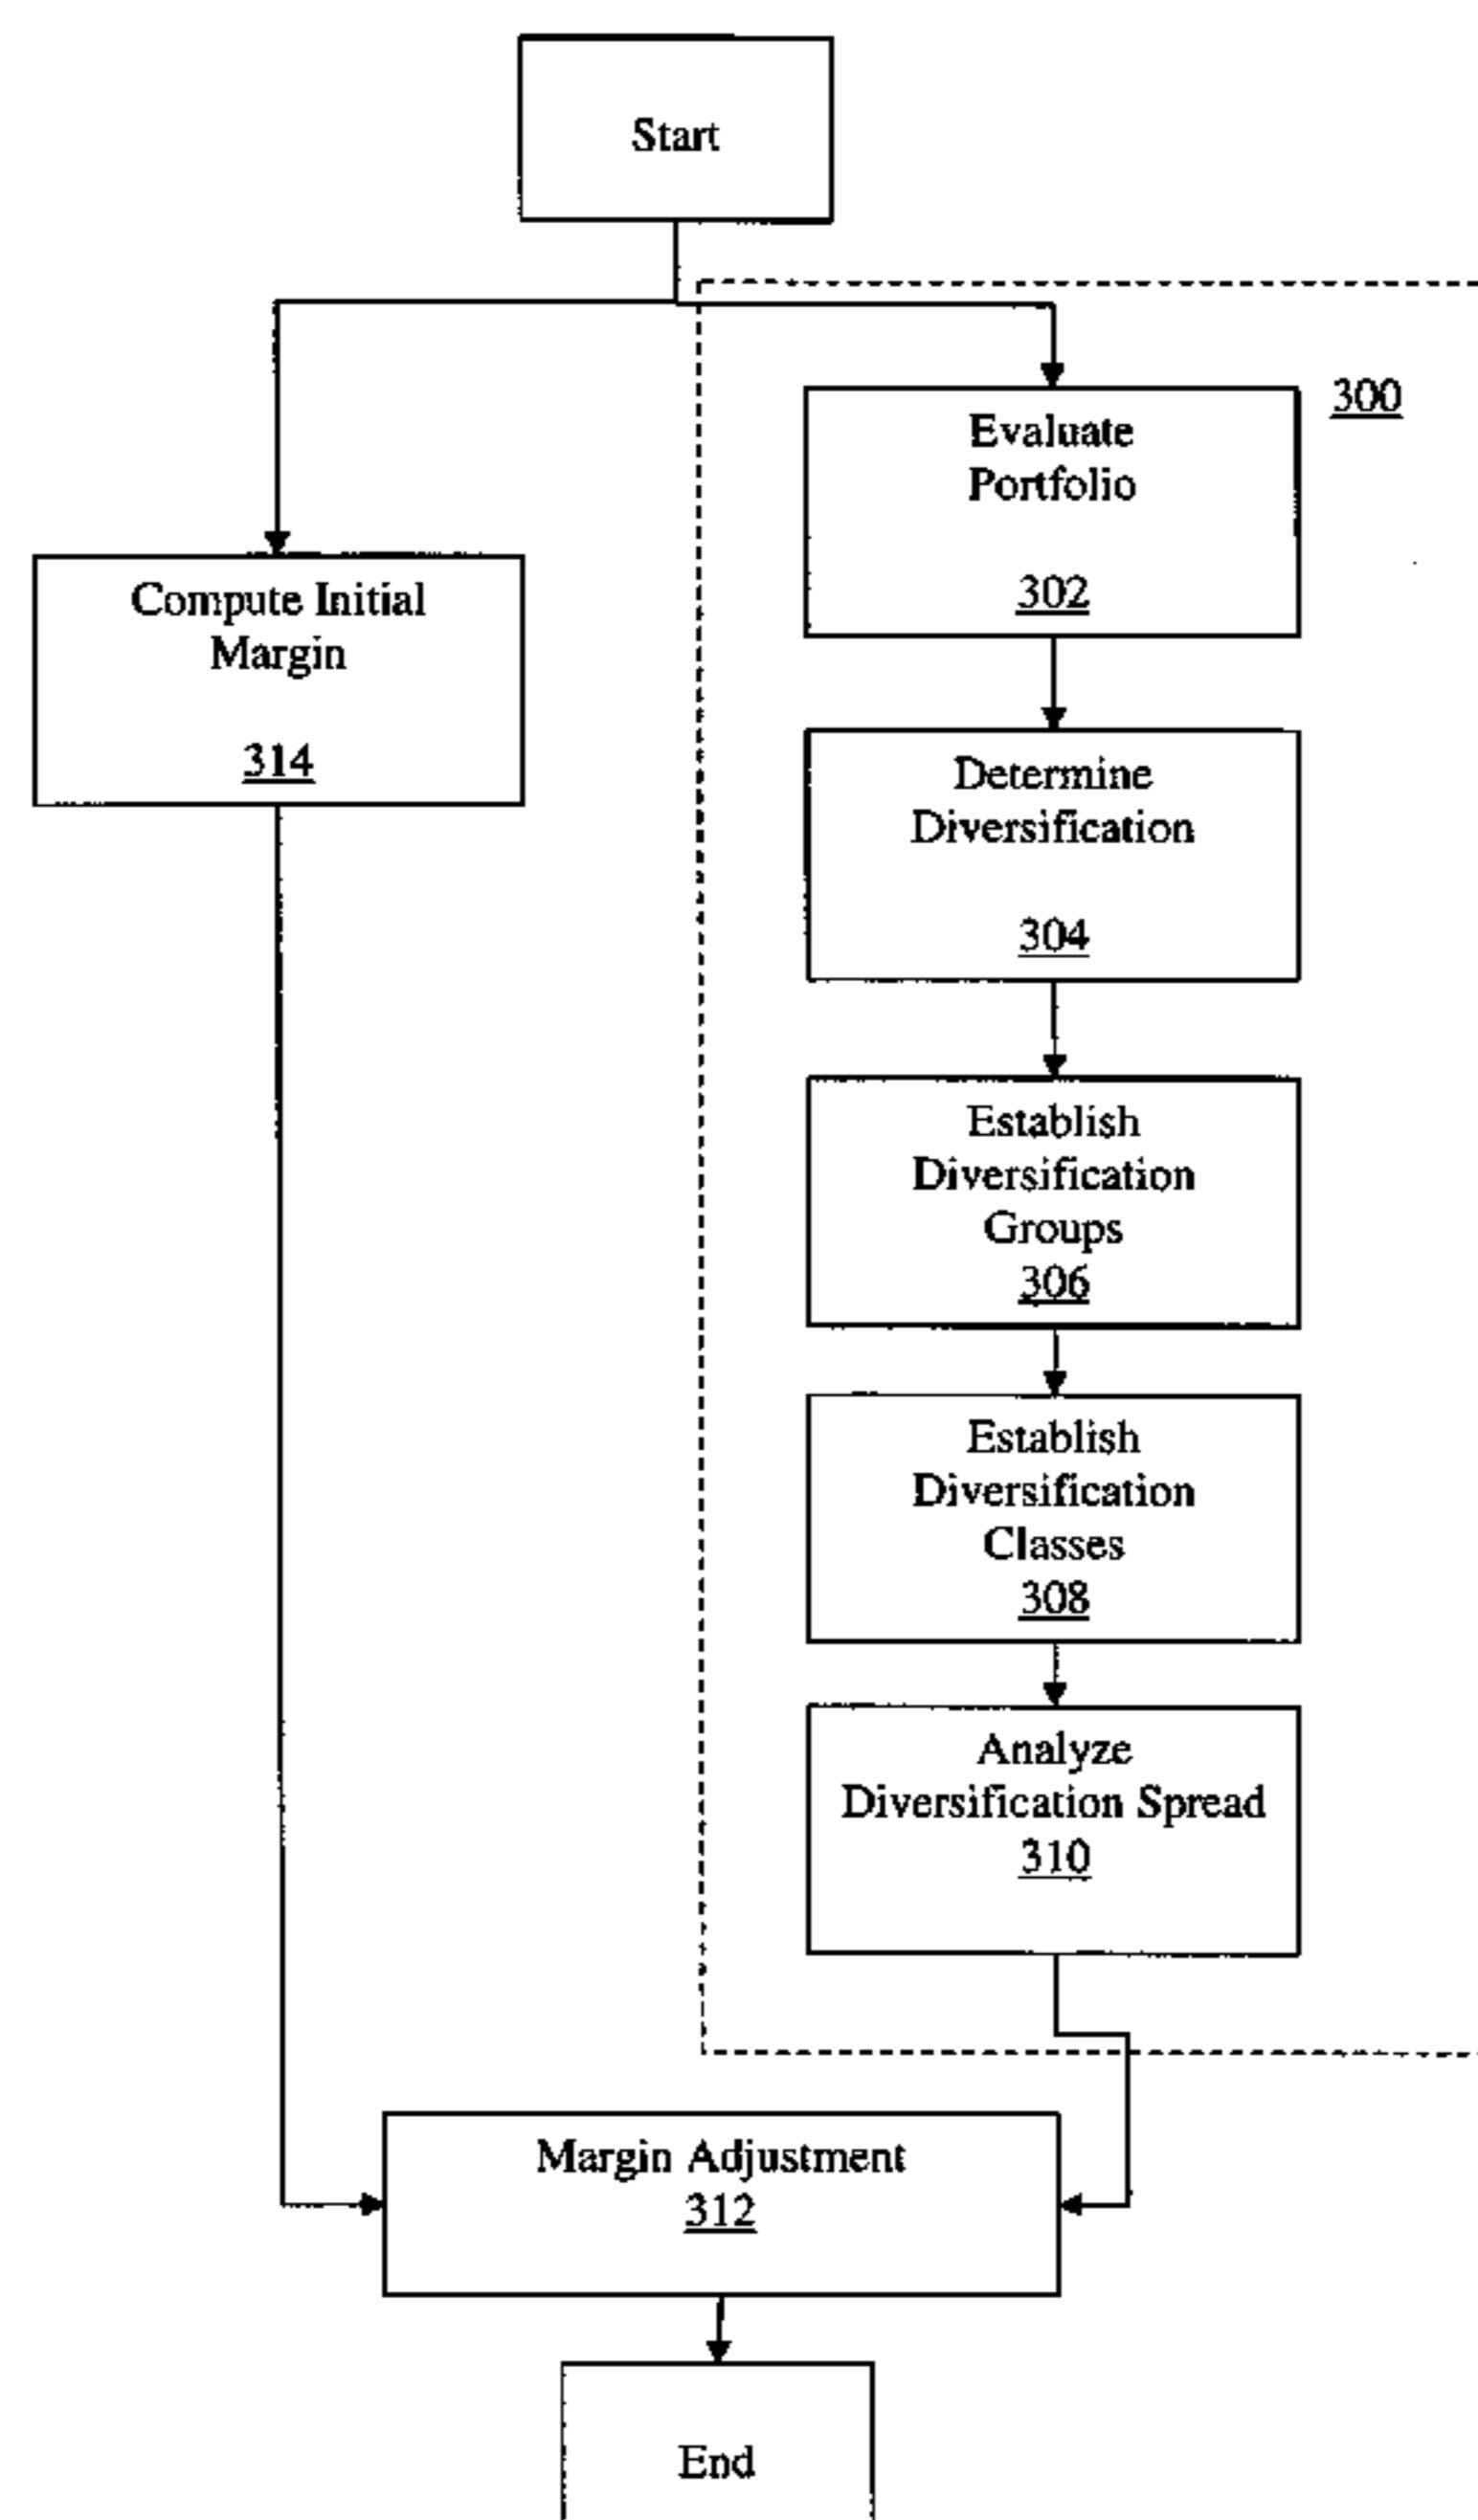 Start
300
Evaluate
Portfolio
302
Compute Initial
Margin
314
Determine
Diversification
304
Establish
Diversification
Groups
306
Establish
Diversification
Classes
308
Analyze
Diversification Spread
310
Margin Adjustment
312
End